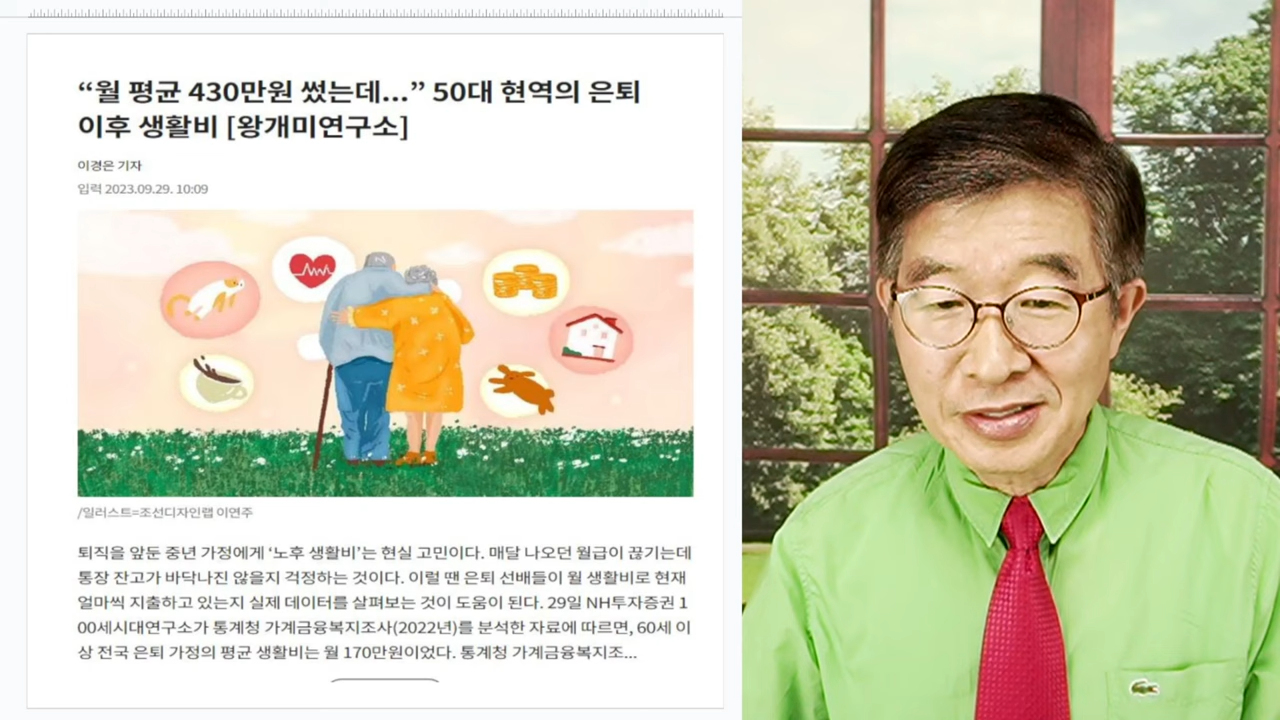 “월 평균 430만원 썼는데...” 50대 현역의 은퇴
이후 생활비 [왕개미연구소]
이경은 기자
입력 2023.09.29. 10:09
/일러스트=조선디자인랩 이연주
퇴직을 앞둔 중년 가정에게 ‘노후 생활비’는 현실 고민이다. 매달 나오던 월급이 끊기는데
통장 잔고가 바닥나진 않을지 걱정하는 것이다. 이럴 땐 은퇴 선배들이 월 생활비로 현재
얼마씩 지출하고 있는지 실제 데이터를 살펴보는 것이 도움이 된다. 29일 NH투자증권 1
00세시대연구소가 통계청 가계금융복지조사(2022년)를 분석한 자료에 따르면, 60세 이
상 전국 은퇴 가정의 평균 생활비는 월 170만원이었다. 통계청 가계금융복지조...